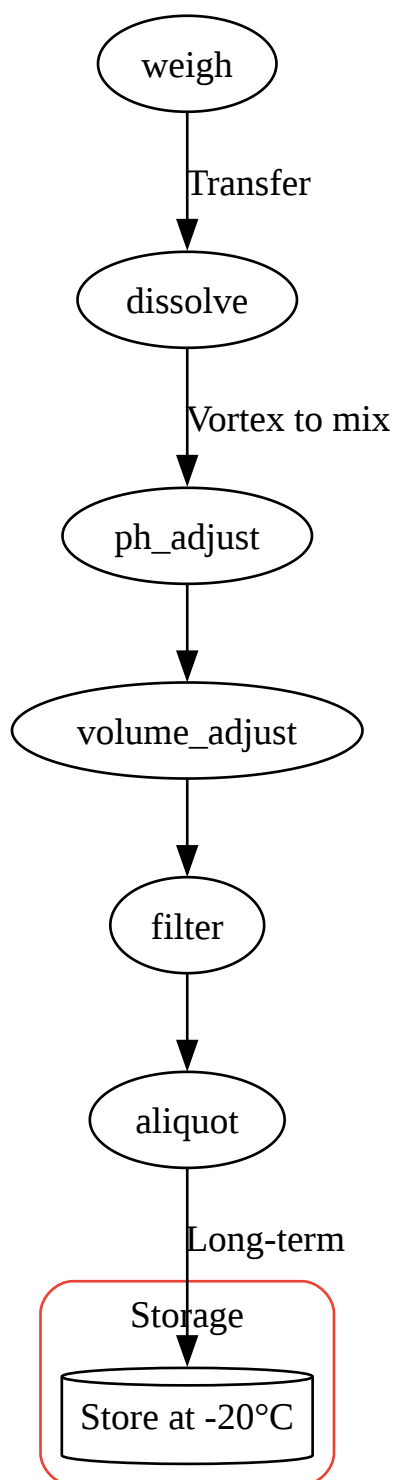 weigh
Transfer
dissolve
Vortex to mix
ph_adjust
volume_adjust
filter
aliquot
Long-term
Storage
Store at -20°C